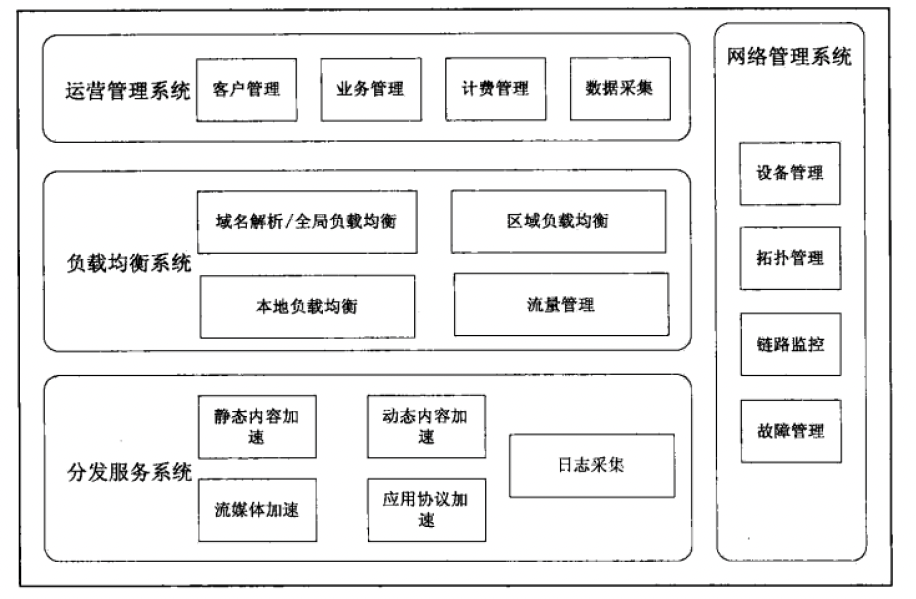 运营管理系统
客户管理
业务管理
计费管理
数据采集
负载均衡系统
域名解析/全局负载均衡
区域负载均衡
本地负载均衡
流量管理
分发服务系统
静态内容加
速
动态内容加
速
流媒体加速
应用协议加
速
日志采集
网络管理系统
设备管理
拓扑管理
链路监控
故障管理